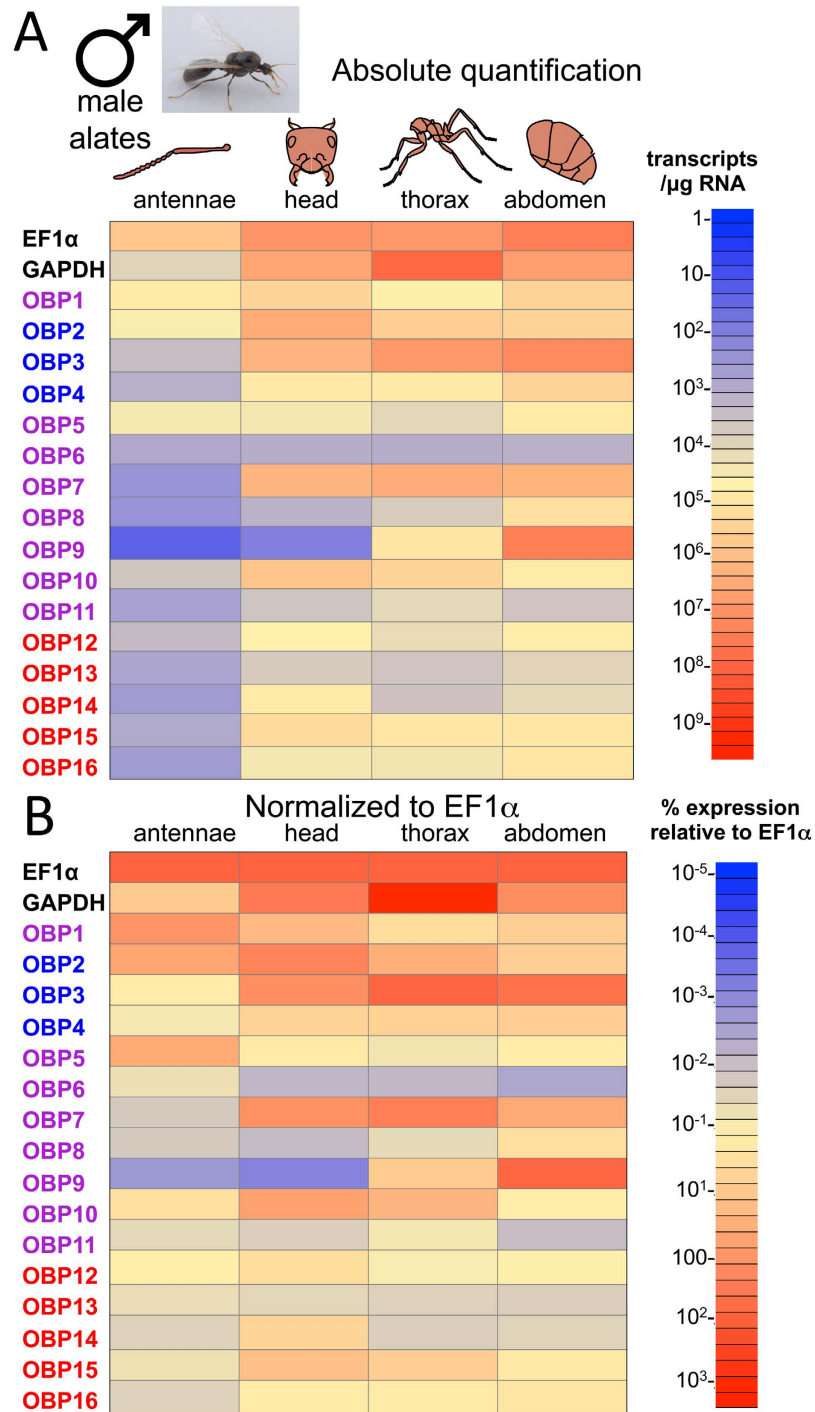 A
male
alates
Absolute quantification
antennae head thorax abdomen
transcripts
/µg RNA
EF1α
GAPDH
OBP1
OBP2
OBP3
OBP4
OBP5
OBP6
OBP7
OBP8
OBP9
OBP10
OBP11
OBP12
OBP13
OBP14
OBP15
OBP16
1-
10-
10²-
10³-
10⁴-
10⁵-
10⁶-
10⁷-
10⁸-
10⁹-
B
Normalized to EF1α
antennae head thorax abdomen
% expression
relative to EF1α
EF1α
GAPDH
OBP1
OBP2
OBP3
OBP4
OBP5
OBP6
OBP7
OBP8
OBP9
OBP10
OBP11
OBP12
OBP13
OBP14
OBP15
OBP16
10⁻⁵-
10⁻⁴-
10⁻³-
10⁻²-
10⁻¹-
10¹-
100-
10²-
10³-